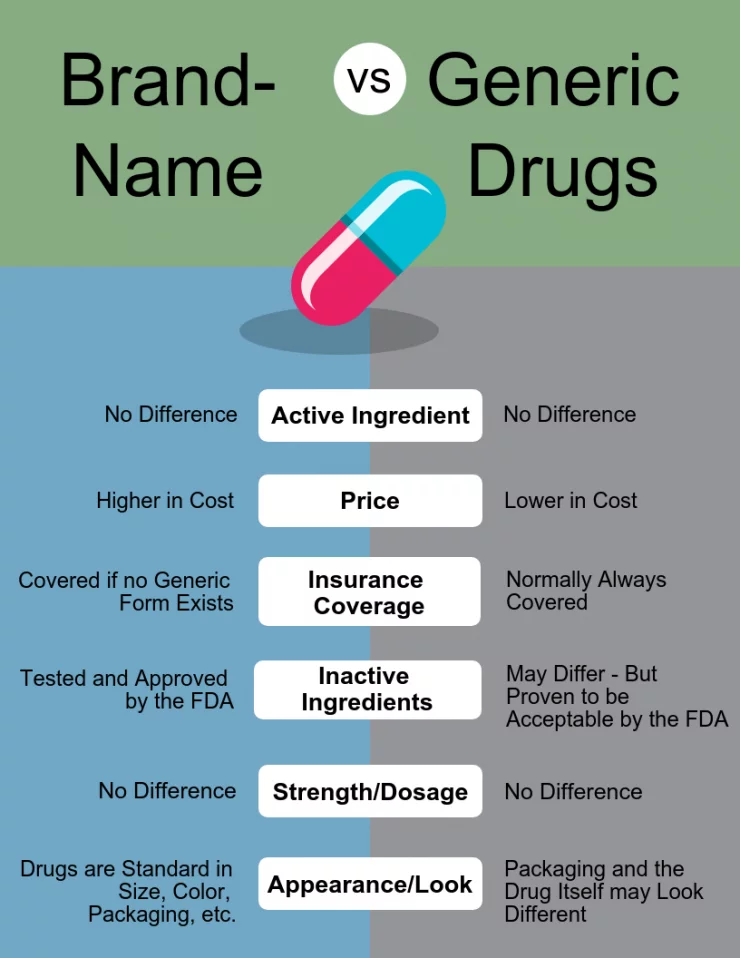 Brand-
Name
vs
Generic
Drugs
No Difference
Active Ingredient
No Difference
Higher in Cost
Price
Lower in Cost
Covered if no Generic
Form Exists
Insurance
Coverage
Normally Always
Covered
Tested and Approved
by the FDA
Inactive
Ingredients
May Differ - But
Proven to be
Acceptable by the FDA
No Difference
Strength/Dosage
No Difference
Drugs are Standard in
Size, Color,
Packaging, etc.
Appearance/Look
Packaging and the
Drug Itself may Look
Different